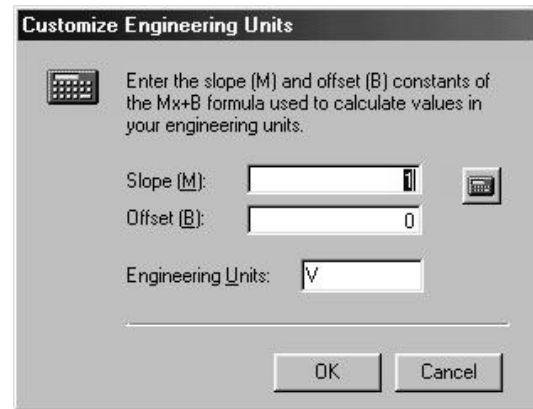 Customize Engineering Units
Enter the slope (M) and offset (B) constants of
the Mx+B formula used to calculate values in
your engineering units.
Slope (M): 1
Offset (B): 0
Engineering Units: V
OK Cancel